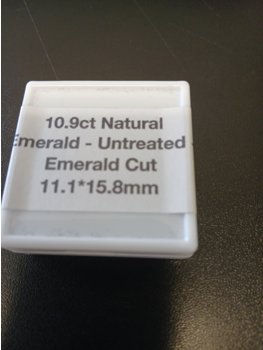 10.9ct Natural
Emerald - Untreated -
Emerald Cut
11.1*15.8mm